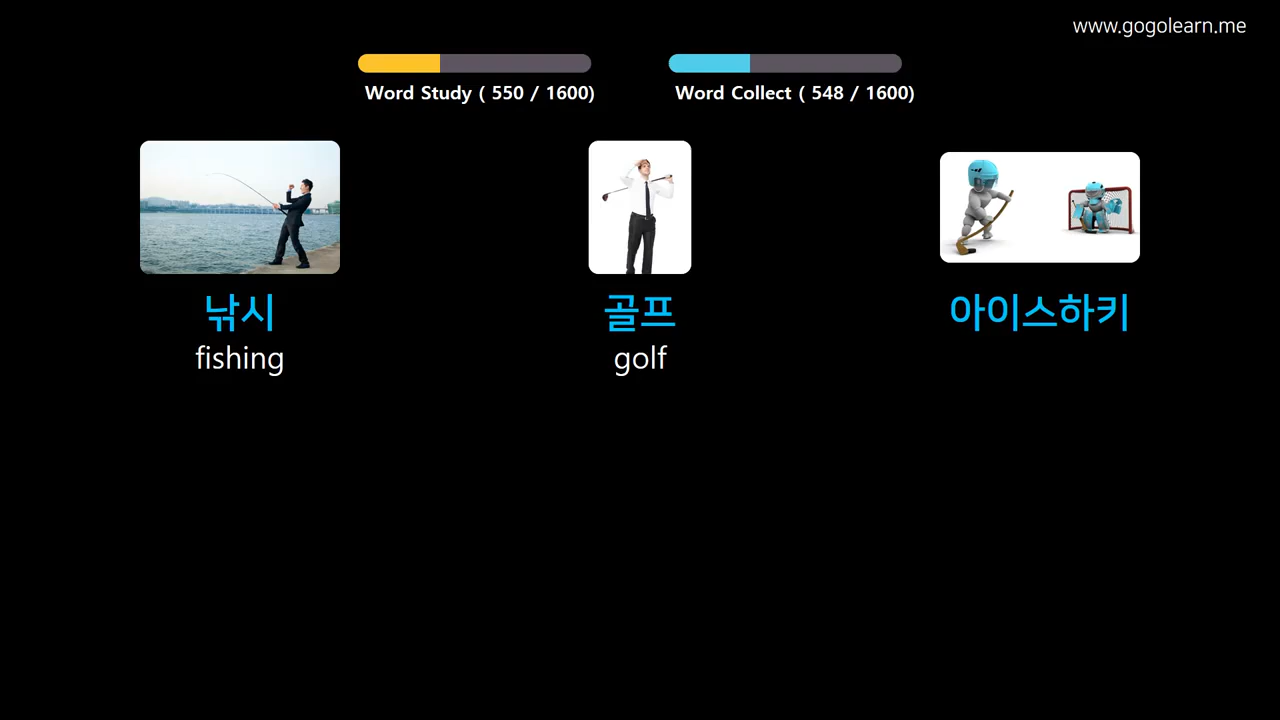 www.gogolearn.me
Word Study ( 550 / 1600)
Word Collect ( 548 / 1600)
낚시
골프
아이스하키
fishing
golf